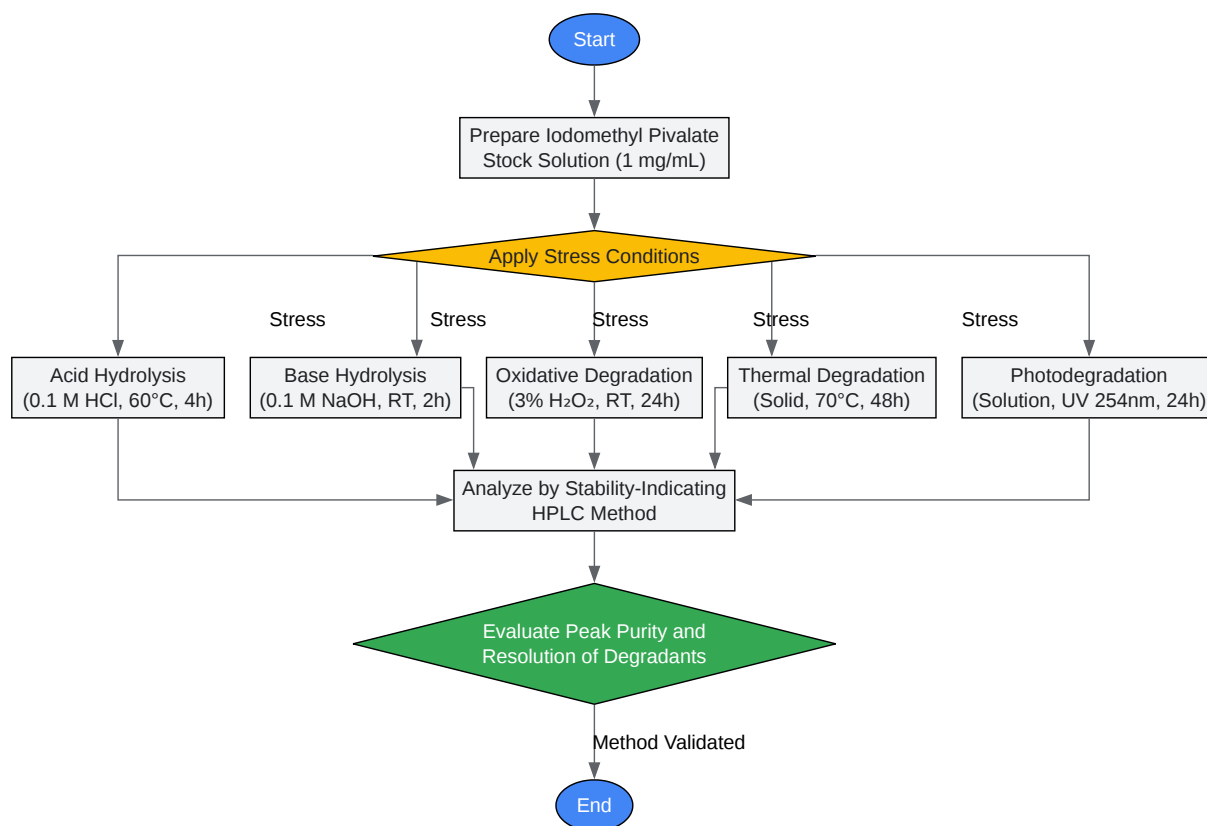 Start
Prepare Iodomethyl Pivalate
Stock Solution (1 mg/mL)
Apply Stress Conditions
Stress
Stress
Stress
Stress
Stress
Acid Hydrolysis
(0.1 M HCl, 60°C, 4h)
Base Hydrolysis
(0.1 M NaOH, RT, 2h)
Oxidative Degradation
(3% H₂O₂, RT, 24h)
Thermal Degradation
(Solid, 70°C, 48h)
Photodegradation
(Solution, UV 254nm, 24h)
Analyze by Stability-Indicating
HPLC Method
Evaluate Peak Purity and
Resolution of Degradants
Method Validated
End